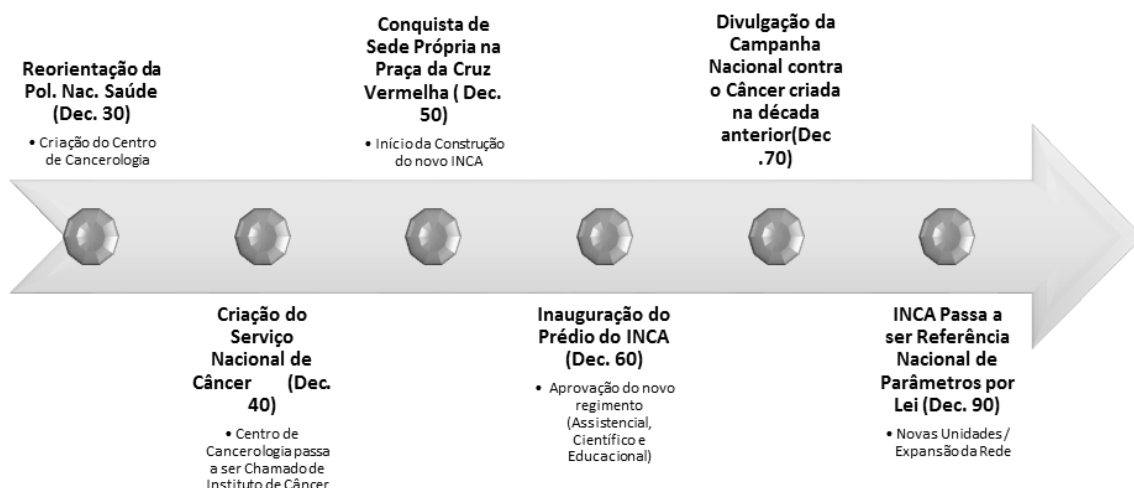 Reorientação da
Pol. Nac. Saúde
(Dec. 30)
• Criação do Centro
de Cancerologia
Criação do
Serviço
Nacional de
Câncer (Dec.
40)
• Centro de
Cancerologia passa
a ser Chamado de
Instituto de Câncer
Conquista de
Sede Própria na
Praça da Cruz
Vermelha ( Dec.
50)
• Início da Construção
do novo INCA
Inauguração do
Prédio do INCA
(Dec. 60)
• Aprovação do novo
regimento
(Assistencial,
Científico e
Educacional)
Divulgação da
Campanha
Nacional contra
o Câncer criada
na década
anterior(Dec
.70)
INCA Passa a
ser Referência
Nacional de
Parâmetros por
Lei (Dec. 90)
• Novas Unidades /
Expansão da Rede